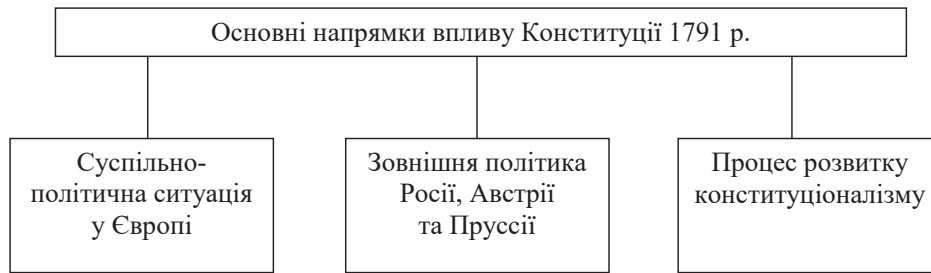 Основні напрямки впливу Конституції 1791 р.
Суспільно-
політична ситуація
у Європі
Зовнішня політика
Росії, Австрії
та Пруссії
Процес розвитку
конституціоналізму